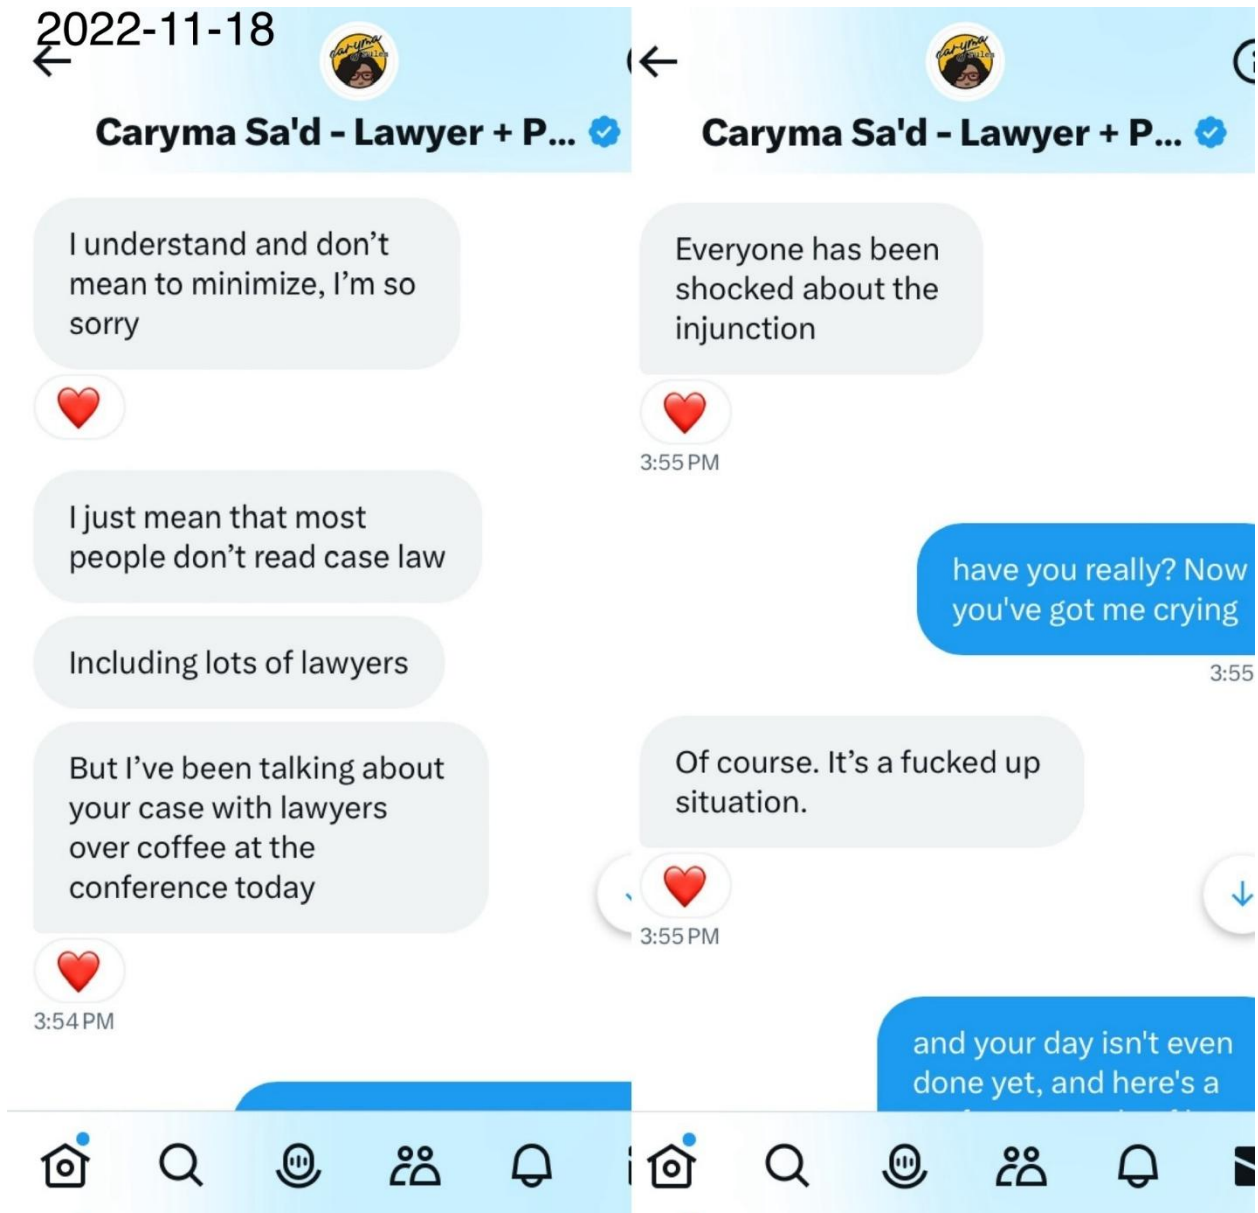 2022-11-18
Caryma Sa'd - Lawyer + P...
I understand and don't
mean to minimize, I'm so
sorry
I just mean that most
people don't read case law
Including lots of lawyers
But I've been talking about
your case with lawyers
over coffee at the
conference today
3:54 PM
Caryma Sa'd - Lawyer + P...
Everyone has been
shocked about the
injunction
3:55 PM
have you really? Now
you've got me crying
3:55
Of course. It's a fucked up
situation.
3:55 PM
and your day isn't even
done yet, and here's a